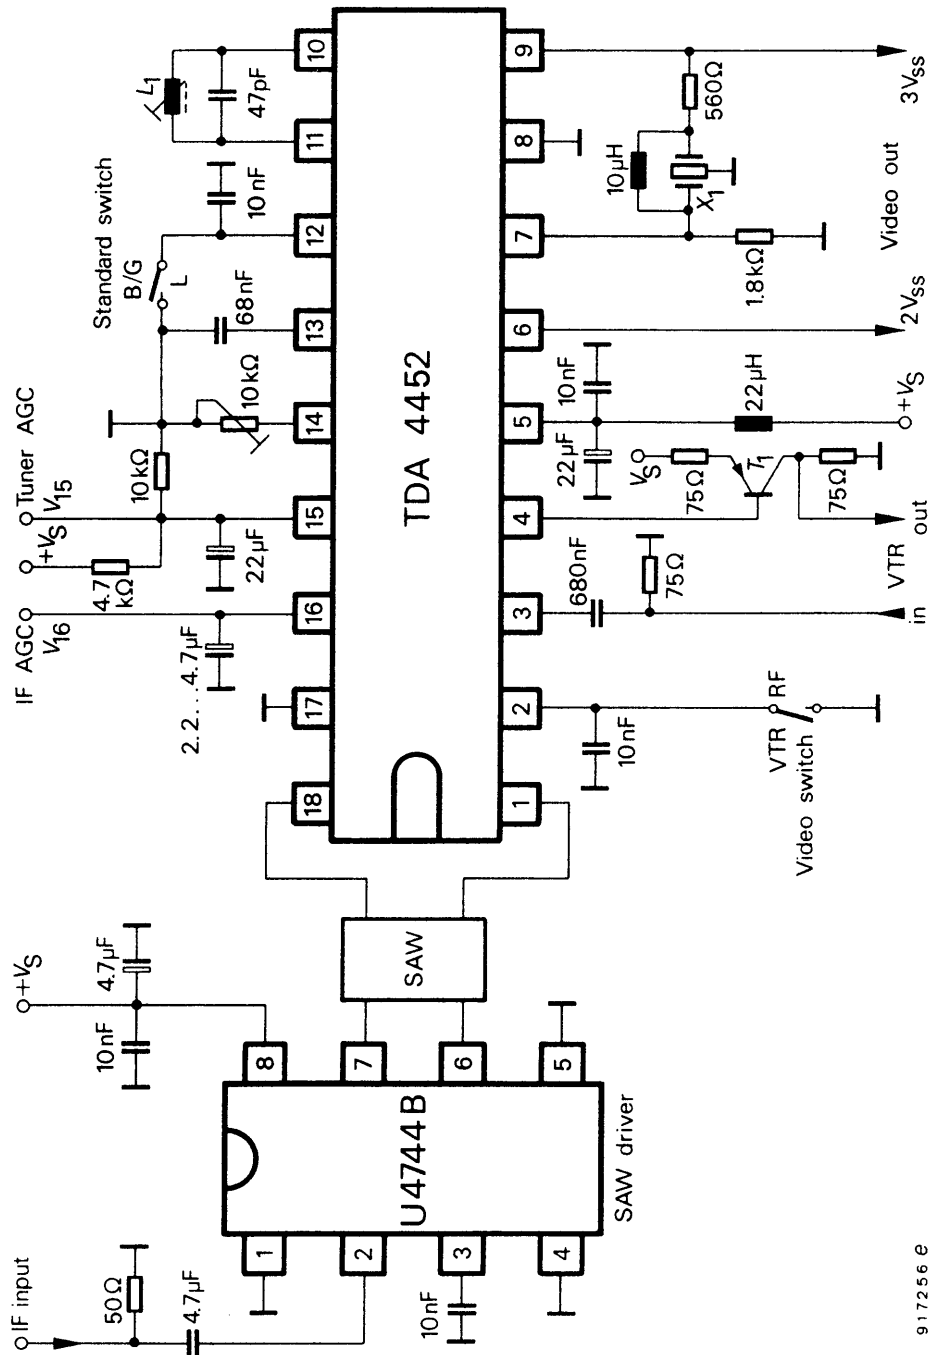 IF input
50Ω
4.7µF
10nF
1
2
3
4
U4744B
SAW driver
8
7
6
5
10nF
4.7µF
+VS
SAW
IF AGC
V16
2.2...4.7µF
4.7
kΩ
+VS
Tuner AGC
V15
22µF
10kΩ
10kΩ
Standard switch
B/G
L
68nF
10nF
L1
47pF
18
17
16
15
14
13
12
11
10
TDA 4452
1
2
3
4
5
6
7
8
9
10nF
VTR
RF
Video switch
680nF
75Ω
in
VTR
out
VS
75Ω
T1
75Ω
22µF
10nF
22µH
+VS
2VSS
Video out
3VSS
1.8kΩ
10µH
X1
560Ω
917256 e